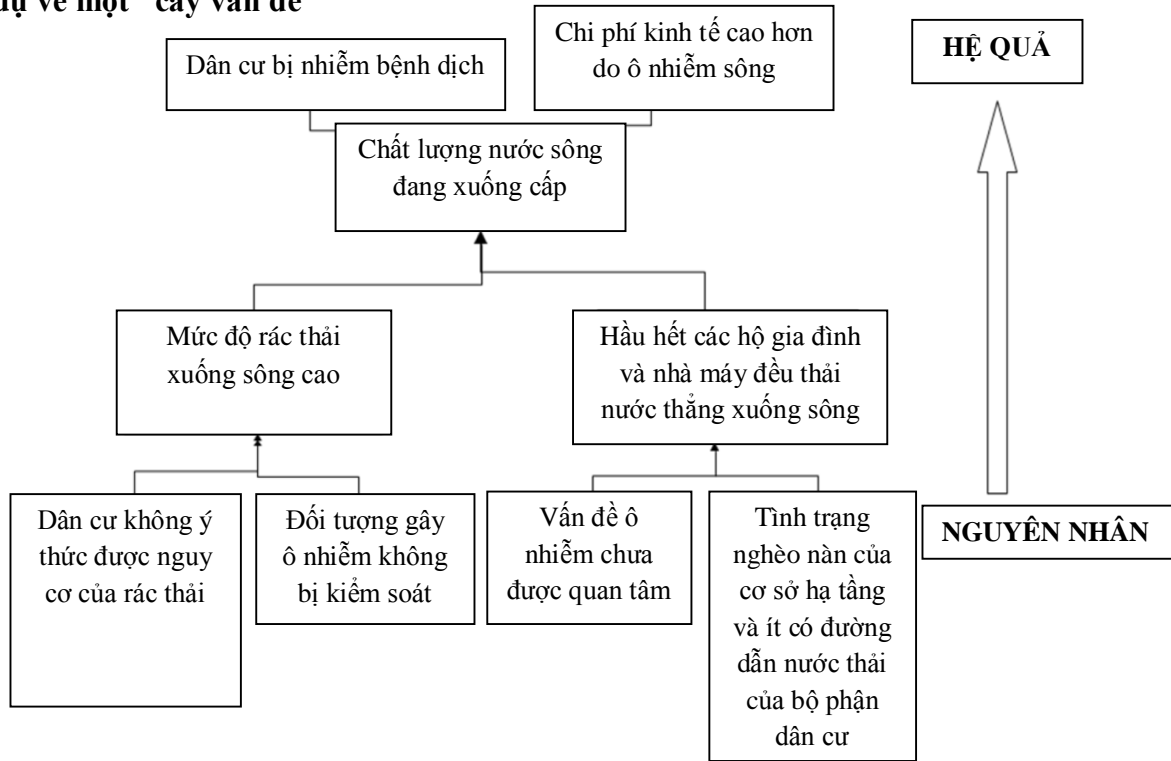 dụ về một "cây vấn đề"
Dân cư bị nhiễm bệnh dịch
Chi phí kinh tế cao hơn
do ô nhiễm sông
HỆ QUẢ
Chất lượng nước sông
đang xuống cấp
Mức độ rác thải
xuống sông cao
Hầu hết các hộ gia đình
và nhà máy đều thải
nước thẳng xuống sông
Dân cư không ý
thức được nguy
cơ của rác thải
Đối tượng gây
ô nhiễm không
bị kiểm soát
Vấn đề ô
nhiễm chưa
được quan tâm
Tình trạng
nghèo nàn của
cơ sở hạ tầng
và ít có đường
dẫn nước thải
của bộ phận
dân cư
NGUYÊN NHÂN